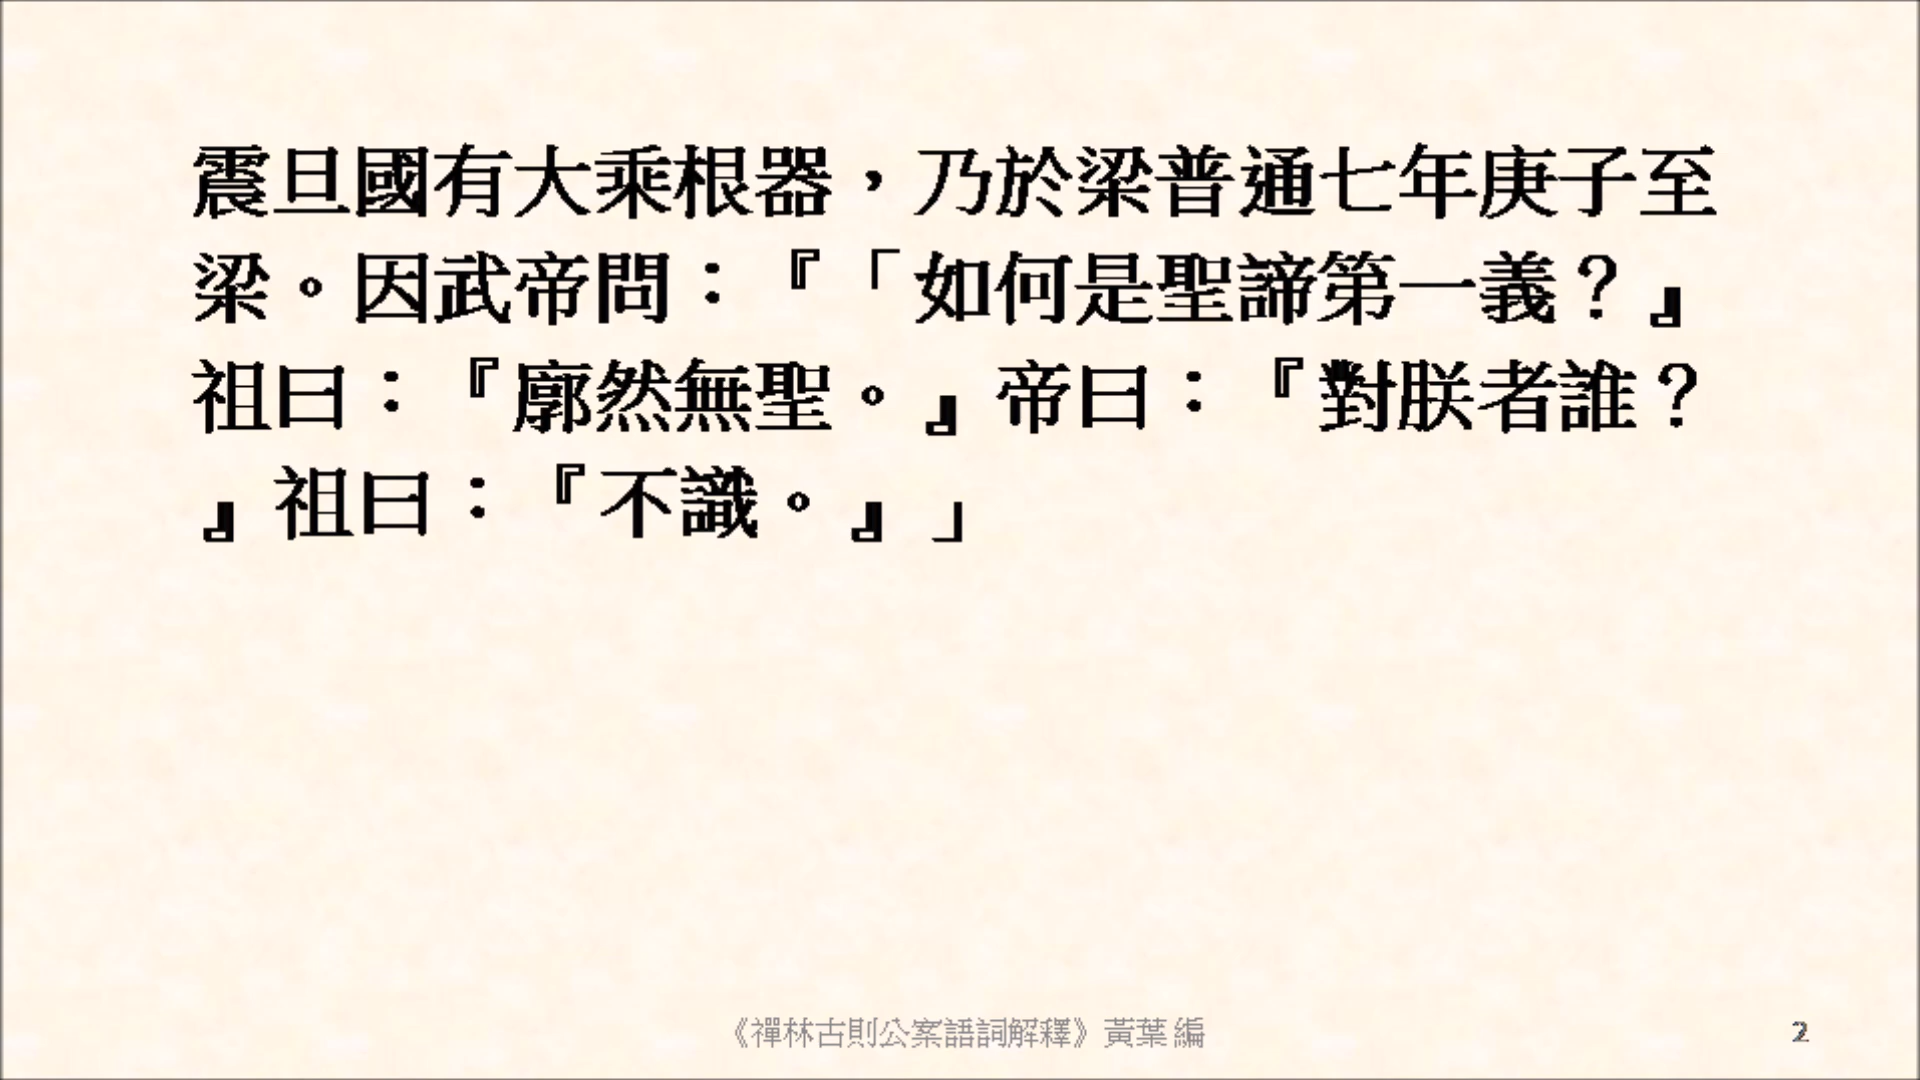 震旦國有大乘根器，乃於梁普通七年庚子至
梁。因武帝問：『「如何是聖諦第一義？』
祖曰：『廓然無聖。』帝曰：『對朕者誰？
』祖曰：『不識。』」
《禪林古則公案語詞解釋》黃葉 編
2